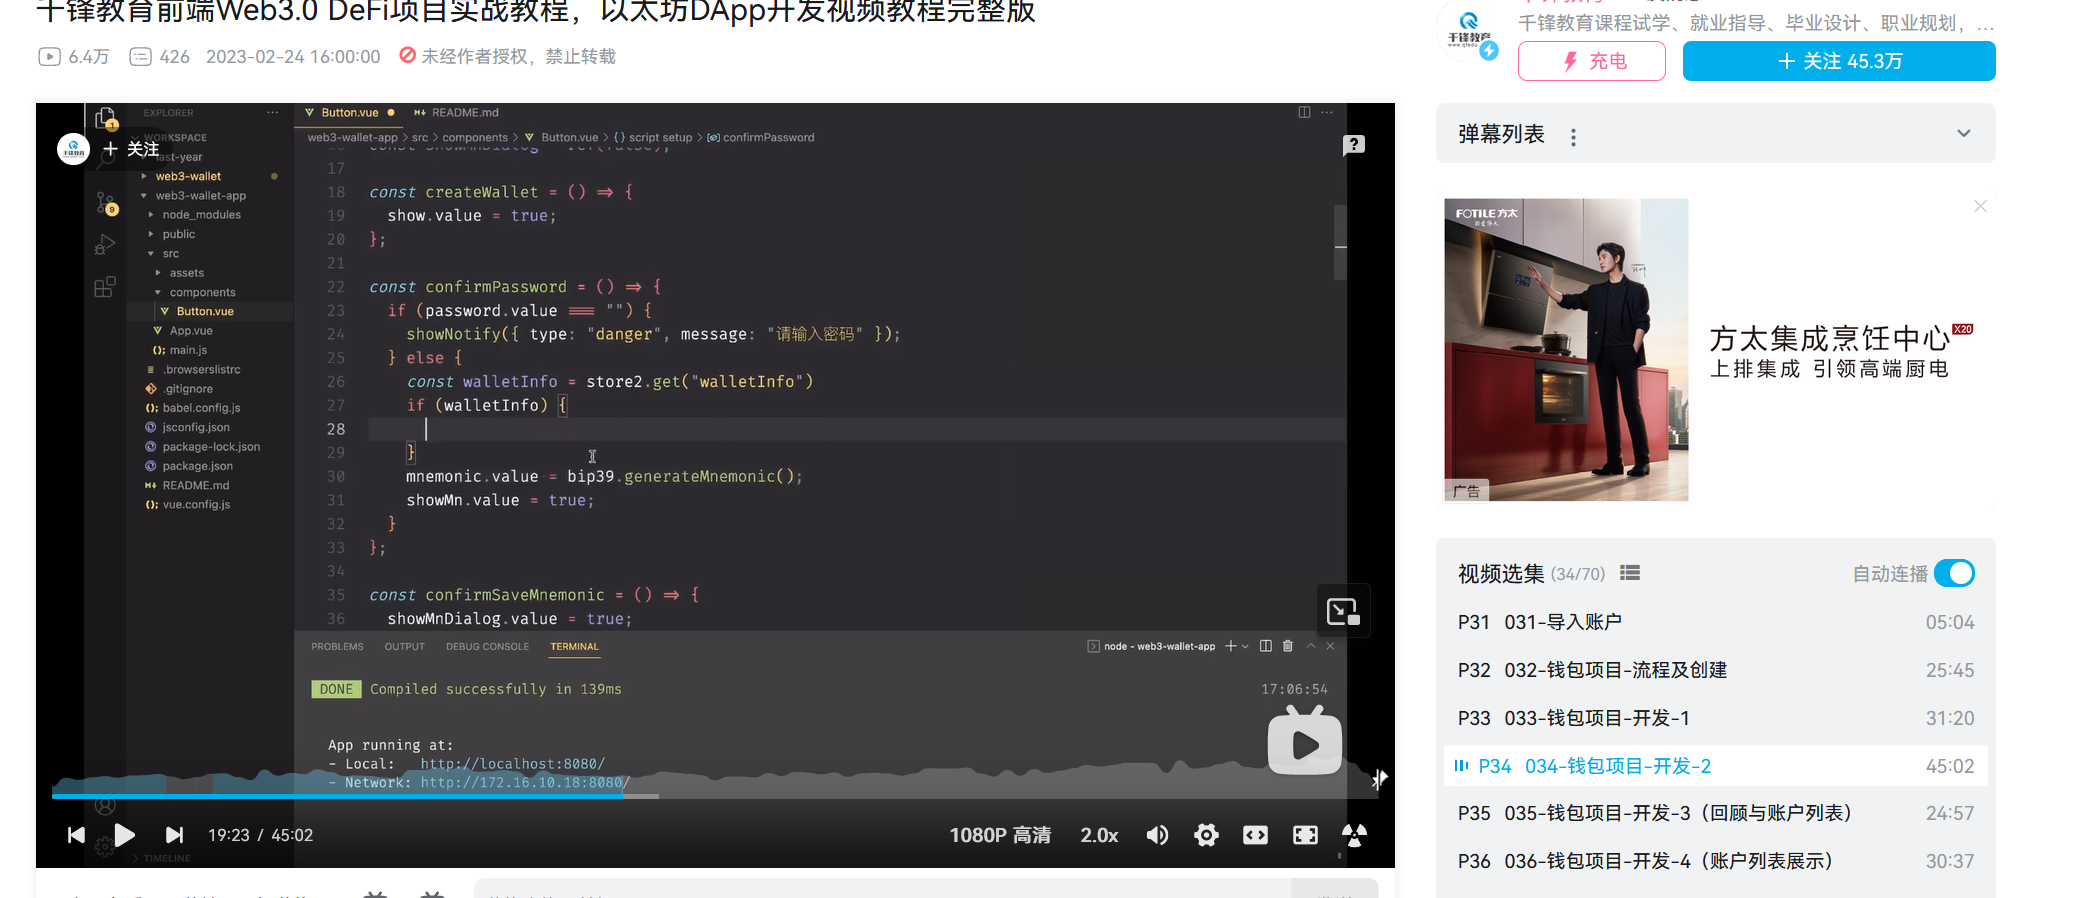 千锋教育前端Web3.0 DeFi项目实战教程，以太坊DApp开发视频教程完整版
6.4万 426 2023-02-24 16:00:00 未经作者授权，禁止转载
千锋教育课程试学、就业指导、毕业设计、职业规划，...
充电
+ 关注 45.3万
EXPLORER ...
Button.vue README.md
WORKSPACE
web3-wallet-app > src > components > Button.vue > {} script setup > confirmPassword
+ 关注
last-year
web3-wallet
web3-wallet-app
node_modules
public
src
assets
components
Button.vue
App.vue
main.js
.browserslistrc
.gitignore
babel.config.js
jsconfig.json
package-lock.json
package.json
README.md
vue.config.js
TIMELINE
17
18 const createWallet = () => {
19 show.value = true;
20 };
21
22 const confirmPassword = () => {
23 if (password.value === "") {
24 showNotify({ type: "danger", message: "请输入密码" });
25 } else {
26 const walletInfo = store2.get("walletInfo")
27 if (walletInfo) {
28
29 }
30 mnemonic.value = bip39.generateMnemonic();
31 showMn.value = true;
32 }
33 };
34
35 const confirmSaveMnemonic = () => {
36 showMnDialog.value = true;
PROBLEMS OUTPUT DEBUG CONSOLE TERMINAL
node - web3-wallet-app
DONE Compiled successfully in 139ms 17:06:54
App running at:
- Local: http://localhost:8080/
- Network: http://172.16.10.18:8080/
19:23 / 45:02 1080P 高清 2.0x
弹幕列表
FOTILE方太
方太集成烹饪中心X20
上排集成 引领高端厨电
广告
视频选集 (34/70) 自动连播
P31 031-导入账户 05:04
P32 032-钱包项目-流程及创建 25:45
P33 033-钱包项目-开发-1 31:20
P34 034-钱包项目-开发-2 45:02
P35 035-钱包项目-开发-3（回顾与账户列表） 24:57
P36 036-钱包项目-开发-4（账户列表展示） 30:37